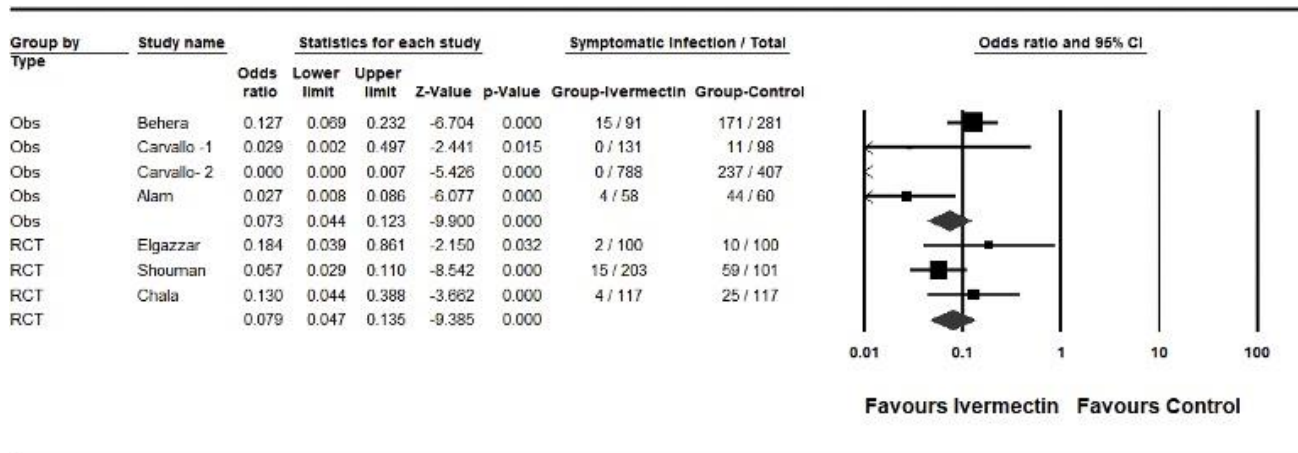 Group by Type Study name Statistics for each study Symptomatic Infection / Total Odds ratio and 95% CI
Odds ratio Lower limit Upper limit Z-Value p-Value Group-Ivermectin Group-Control
Obs Behera 0.127 0.069 0.232 -6.704 0.000 15 / 91 171 / 281
Obs Carvallo -1 0.029 0.002 0.497 -2.441 0.015 0 / 131 11 / 98
Obs Carvallo- 2 0.000 0.000 0.007 -5.426 0.000 0 / 788 237 / 407
Obs Alam 0.027 0.008 0.086 -6.077 0.000 4 / 58 44 / 60
Obs 0.073 0.044 0.123 -9.900 0.000
RCT Elgazzar 0.184 0.039 0.861 -2.150 0.032 2 / 100 10 / 100
RCT Shouman 0.057 0.029 0.110 -8.542 0.000 15 / 203 59 / 101
RCT Chala 0.130 0.044 0.388 -3.662 0.000 4 / 117 25 / 117
RCT 0.079 0.047 0.135 -9.385 0.000
0.01 0.1 1 10 100
Favours Ivermectin Favours Control